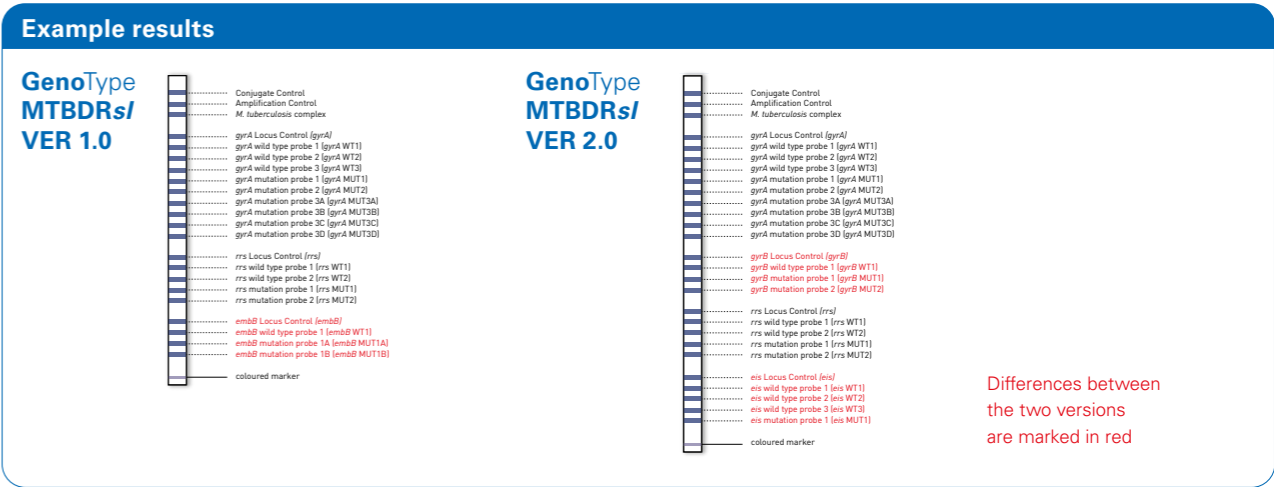 Example results
GenoType
MTBDRsl
VER 1.0
Conjugate Control
Amplification Control
M. tuberculosis complex
gyrA Locus Control (gyrA)
gyrA wild type probe 1 (gyrA WT1)
gyrA wild type probe 2 (gyrA WT2)
gyrA wild type probe 3 (gyrA WT3)
gyrA mutation probe 1 (gyrA MUT1)
gyrA mutation probe 2 (gyrA MUT2)
gyrA mutation probe 3A (gyrA MUT3A)
gyrA mutation probe 3B (gyrA MUT3B)
gyrA mutation probe 3C (gyrA MUT3C)
gyrA mutation probe 3D (gyrA MUT3D)
rrs Locus Control (rrs)
rrs wild type probe 1 (rrs WT1)
rrs wild type probe 2 (rrs WT2)
rrs mutation probe 1 (rrs MUT1)
rrs mutation probe 2 (rrs MUT2)
embB Locus Control (embB)
embB wild type probe 1 (embB WT1)
embB mutation probe 1A (embB MUT1A)
embB mutation probe 1B (embB MUT1B)
coloured marker
GenoType
MTBDRsl
VER 2.0
Conjugate Control
Amplification Control
M. tuberculosis complex
gyrA Locus Control (gyrA)
gyrA wild type probe 1 (gyrA WT1)
gyrA wild type probe 2 (gyrA WT2)
gyrA wild type probe 3 (gyrA WT3)
gyrA mutation probe 1 (gyrA MUT1)
gyrA mutation probe 2 (gyrA MUT2)
gyrA mutation probe 3A (gyrA MUT3A)
gyrA mutation probe 3B (gyrA MUT3B)
gyrA mutation probe 3C (gyrA MUT3C)
gyrA mutation probe 3D (gyrA MUT3D)
gyrB Locus Control (gyrB)
gyrB wild type probe 1 (gyrB WT1)
gyrB mutation probe 1 (gyrB MUT1)
gyrB mutation probe 2 (gyrB MUT2)
rrs Locus Control (rrs)
rrs wild type probe 1 (rrs WT1)
rrs wild type probe 2 (rrs WT2)
rrs mutation probe 1 (rrs MUT1)
rrs mutation probe 2 (rrs MUT2)
eis Locus Control (eis)
eis wild type probe 1 (eis WT1)
eis wild type probe 2 (eis WT2)
eis wild type probe 3 (eis WT3)
eis mutation probe 1 (eis MUT1)
coloured marker
Differences between
the two versions
are marked in red